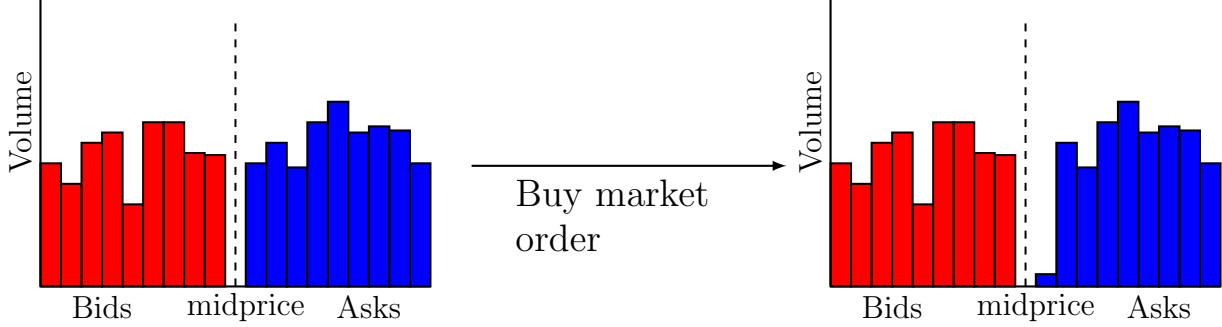 Volume
Bids
midprice
Asks
Buy market
order
Volume
Bids
midprice
Asks